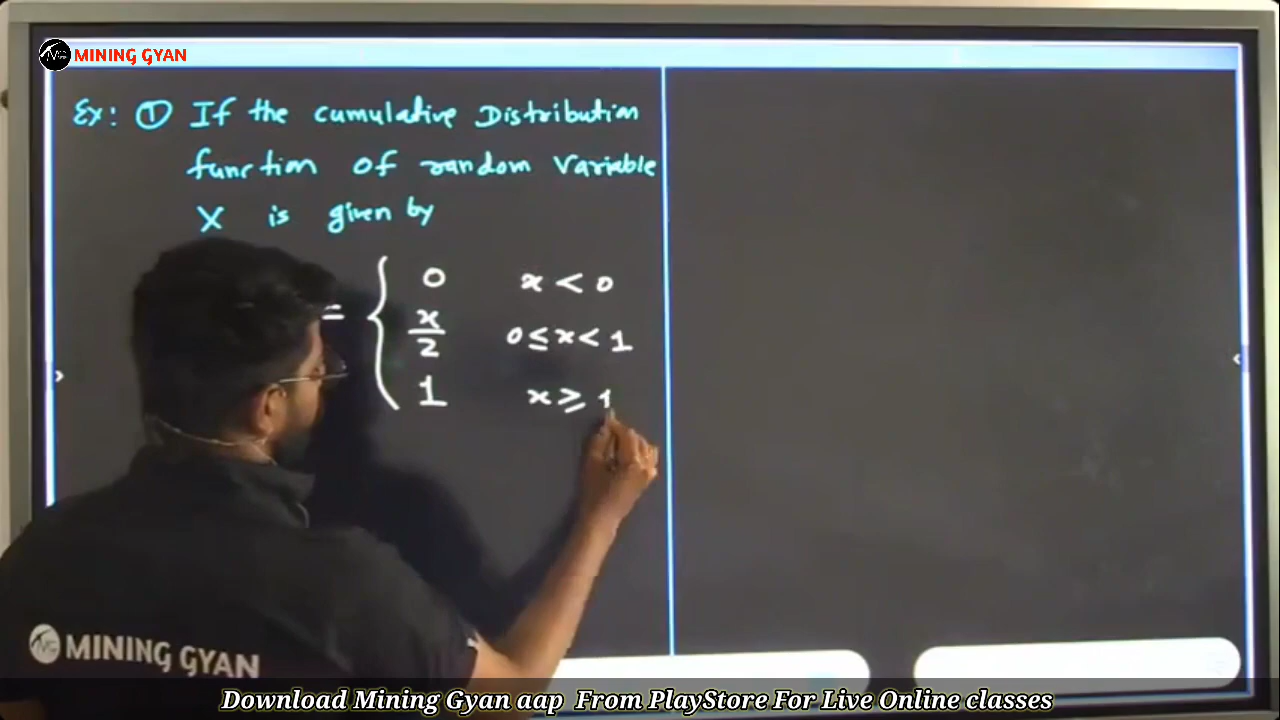 MINING GYAN
Ex: ① If the cumulative Distribution
function of random Variable
X is given by
= { 0 x < 0
x/2 0 ≤ x < 1
1 x ≥ 1
MINING GYAN
Download Mining Gyan aap From PlayStore For Live Online classes